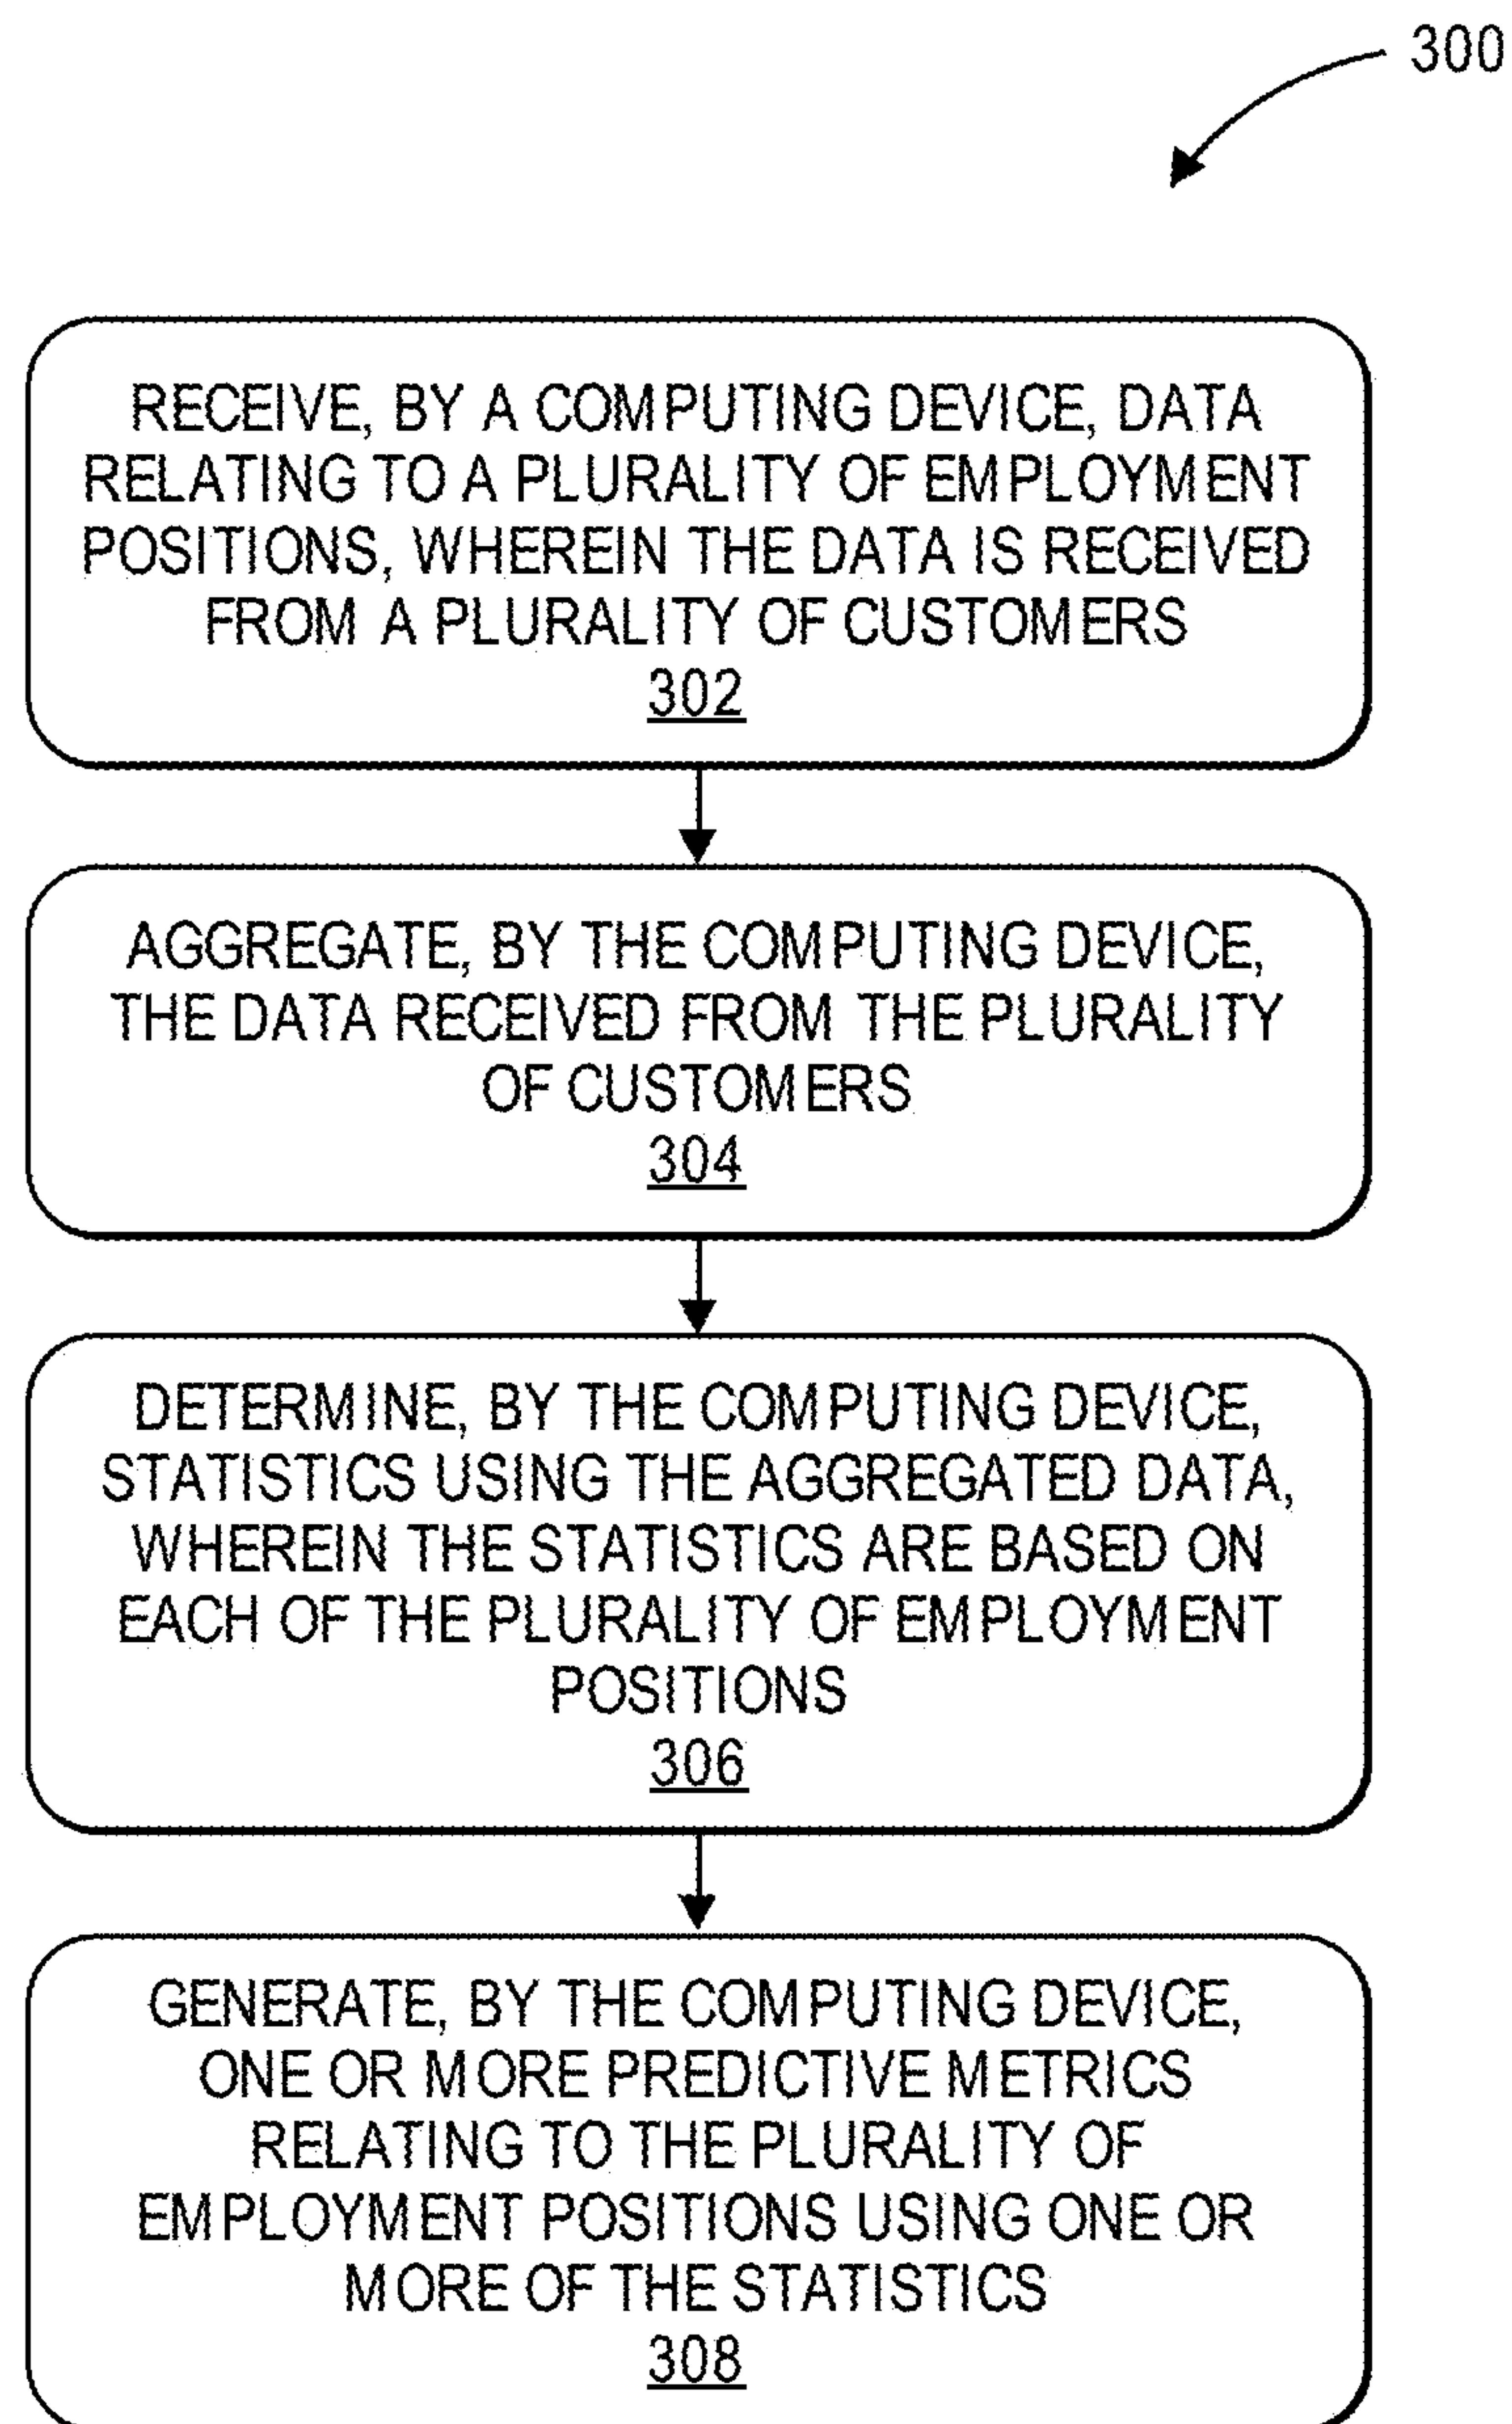 300
RECEIVE, BY A COMPUTING DEVICE, DATA
RELATING TO A PLURALITY OF EMPLOYMENT
POSITIONS, WHEREIN THE DATA IS RECEIVED
FROM A PLURALITY OF CUSTOMERS
302
AGGREGATE, BY THE COMPUTING DEVICE,
THE DATA RECEIVED FROM THE PLURALITY
OF CUSTOMERS
304
DETERMINE, BY THE COMPUTING DEVICE,
STATISTICS USING THE AGGREGATED DATA,
WHEREIN THE STATISTICS ARE BASED ON
EACH OF THE PLURALITY OF EMPLOYMENT
POSITIONS
306
GENERATE, BY THE COMPUTING DEVICE,
ONE OR MORE PREDICTIVE METRICS
RELATING TO THE PLURALITY OF
EMPLOYMENT POSITIONS USING ONE OR
MORE OF THE STATISTICS
308